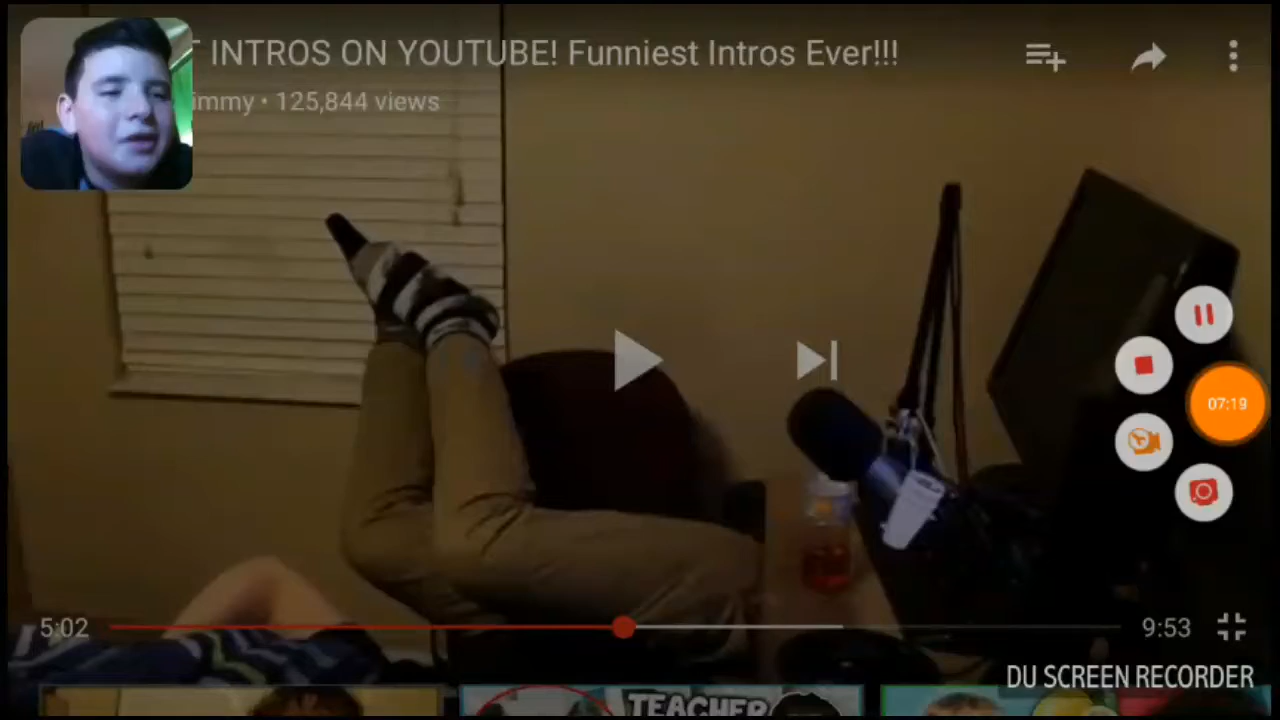 T INTROS ON YOUTUBE! Funniest Intros Ever!!!
immy • 125,844 views
07:19
5:02
9:53
DU SCREEN RECORDER
TEACHER